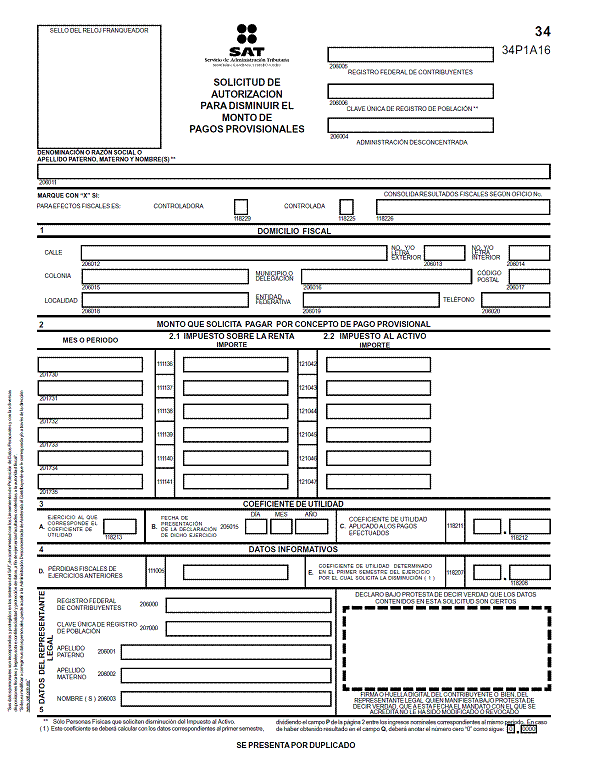 SELLO DEL RELOJ FRANQUEADOR
SAT
Servicio de Administración Tributaria
SOLICITUD DE
AUTORIZACION
PARA DISMINUIR EL
MONTO DE
PAGOS PROVISIONALES
34
34P1A16
206005
REGISTRO FEDERAL DE CONTRIBUYENTES
206006
CLAVE ÚNICA DE REGISTRO DE POBLACIÓN **
206004
ADMINISTRACIÓN DESCONCENTRADA
DENOMINACIÓN O RAZÓN SOCIAL O
APELLIDO PATERNO, MATERNO Y NOMBRE(S) **
206011
MARQUE CON "X" SI:
PARA EFECTOS FISCALES ES:
CONTROLADORA
118229
CONTROLADA
118225
CONSOLIDA RESULTADOS FISCALES SEGÚN OFICIO No.
118226
1 DOMICILIO FISCAL
CALLE
206012
NO. Y/O
LETRA
EXTERIOR
206013
NO. Y/O
LETRA
INTERIOR
206014
COLONIA
206015
MUNICIPIO O
DELEGACIÓN
206016
CÓDIGO
POSTAL
206017
LOCALIDAD
206018
ENTIDAD
FEDERATIVA
206019
TELÉFONO
206020
2 MONTO QUE SOLICITA PAGAR POR CONCEPTO DE PAGO PROVISIONAL
MES O PERIODO
2.1 IMPUESTO SOBRE LA RENTA
IMPORTE
2.2 IMPUESTO AL ACTIVO
IMPORTE
201730 111136 121042
201731 111137 121043
201732 111138 121044
201733 111139 121045
201734 111140 121046
201735 111141 121047
3 COEFICIENTE DE UTILIDAD
A. EJERCICIO AL QUE
CORRESPONDE EL
COEFICIENTE DE
UTILIDAD
118213
B. FECHA DE
PRESENTACIÓN
DE LA DECLARACIÓN
DE DICHO EJERCICIO
206015
DÍA MES AÑO
C. COEFICIENTE DE UTILIDAD
APLICADO A LOS PAGOS
EFECTUADOS
118211
118212
4 DATOS INFORMATIVOS
D. PÉRDIDAS FISCALES DE
EJERCICIOS ANTERIORES
111005
E. COEFICIENTE DE UTILIDAD DETERMINADO
EN EL PRIMER SEMESTRE DEL EJERCICIO
POR EL CUAL SOLICITA LA DISMINUCIÓN ( 1 )
118207
118208
5 DATOS DEL REPRESENTANTE
LEGAL
REGISTRO FEDERAL
DE CONTRIBUYENTES
206000
CLAVE ÚNICA DE REGISTRO
DE POBLACIÓN
201000
APELLIDO
PATERNO
206001
APELLIDO
MATERNO
206002
NOMBRE ( S ) 206003
DECLARO BAJO PROTESTA DE DECIR VERDAD QUE LOS DATOS
CONTENIDOS EN ESTA SOLICITUD SON CIERTOS
FIRMA O HUELLA DIGITAL DEL CONTRIBUYENTE O BIEN, DEL
REPRESENTANTE LEGAL, QUIEN MANIFIESTA BAJO PROTESTA
DE DECIR VERDAD, QUE A ESTA FECHA EL MANDATO CON EL QUE SE
ACREDITA NO LE HA SIDO MODIFICADO O REVOCADO
** Sólo Personas Físicas que soliciten disminución del Impuesto al Activo.
( 1 ) Este coeficiente se deberá calcular con los datos correspondientes al primer semestre,
dividiendo el campo P de la página 2 entre los ingresos nominales correspondientes al mismo periodo. En caso
de haber obtenido resultado en el campo Q, deberá anotar el número cero "0" como sigue: 0 . 0000
SE PRESENTA POR DUPLICADO